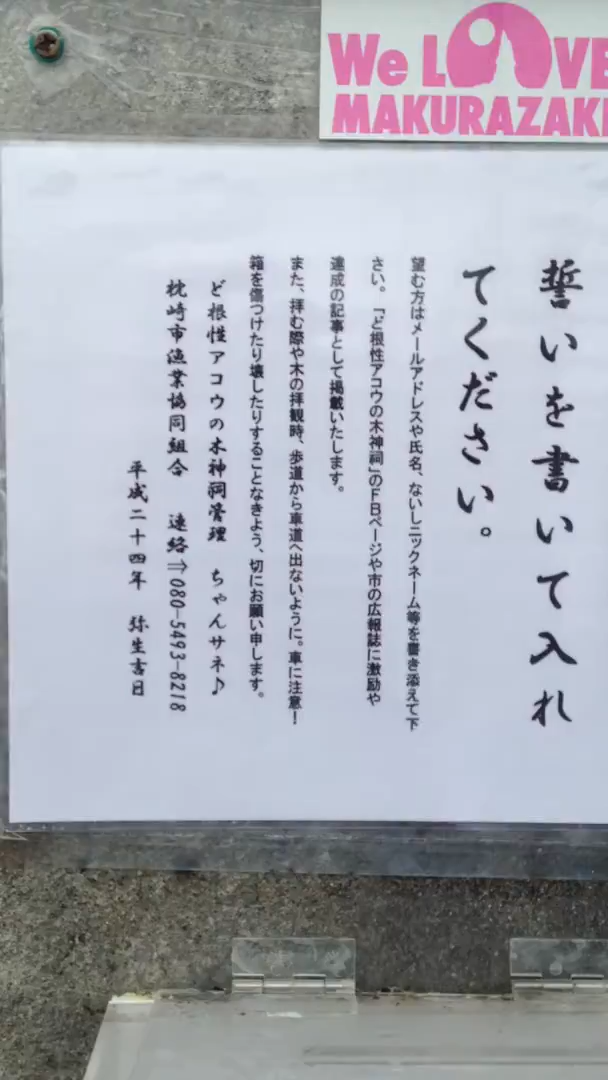 We LOVE
MAKURAZAKI
誓いを書いて入れ
てください。
望む方はメールアドレスや氏名、ないしニックネーム等を書き添えて下
さい。「ど根性アコウの木神祠」のFBページや市の広報誌に激励や
達成の記事として掲載いたします。
また、拝む際や木の拝観時、歩道から車道へ出ないように。車に注意！
箱を傷つけたり壊したりすることなきよう、切にお願い申します。
ど根性アコウの木神祠管理　ちゃんサネ♪
枕崎市漁業協同組合　連絡⇒080-5493-8218
平成二十四年　弥生吉日